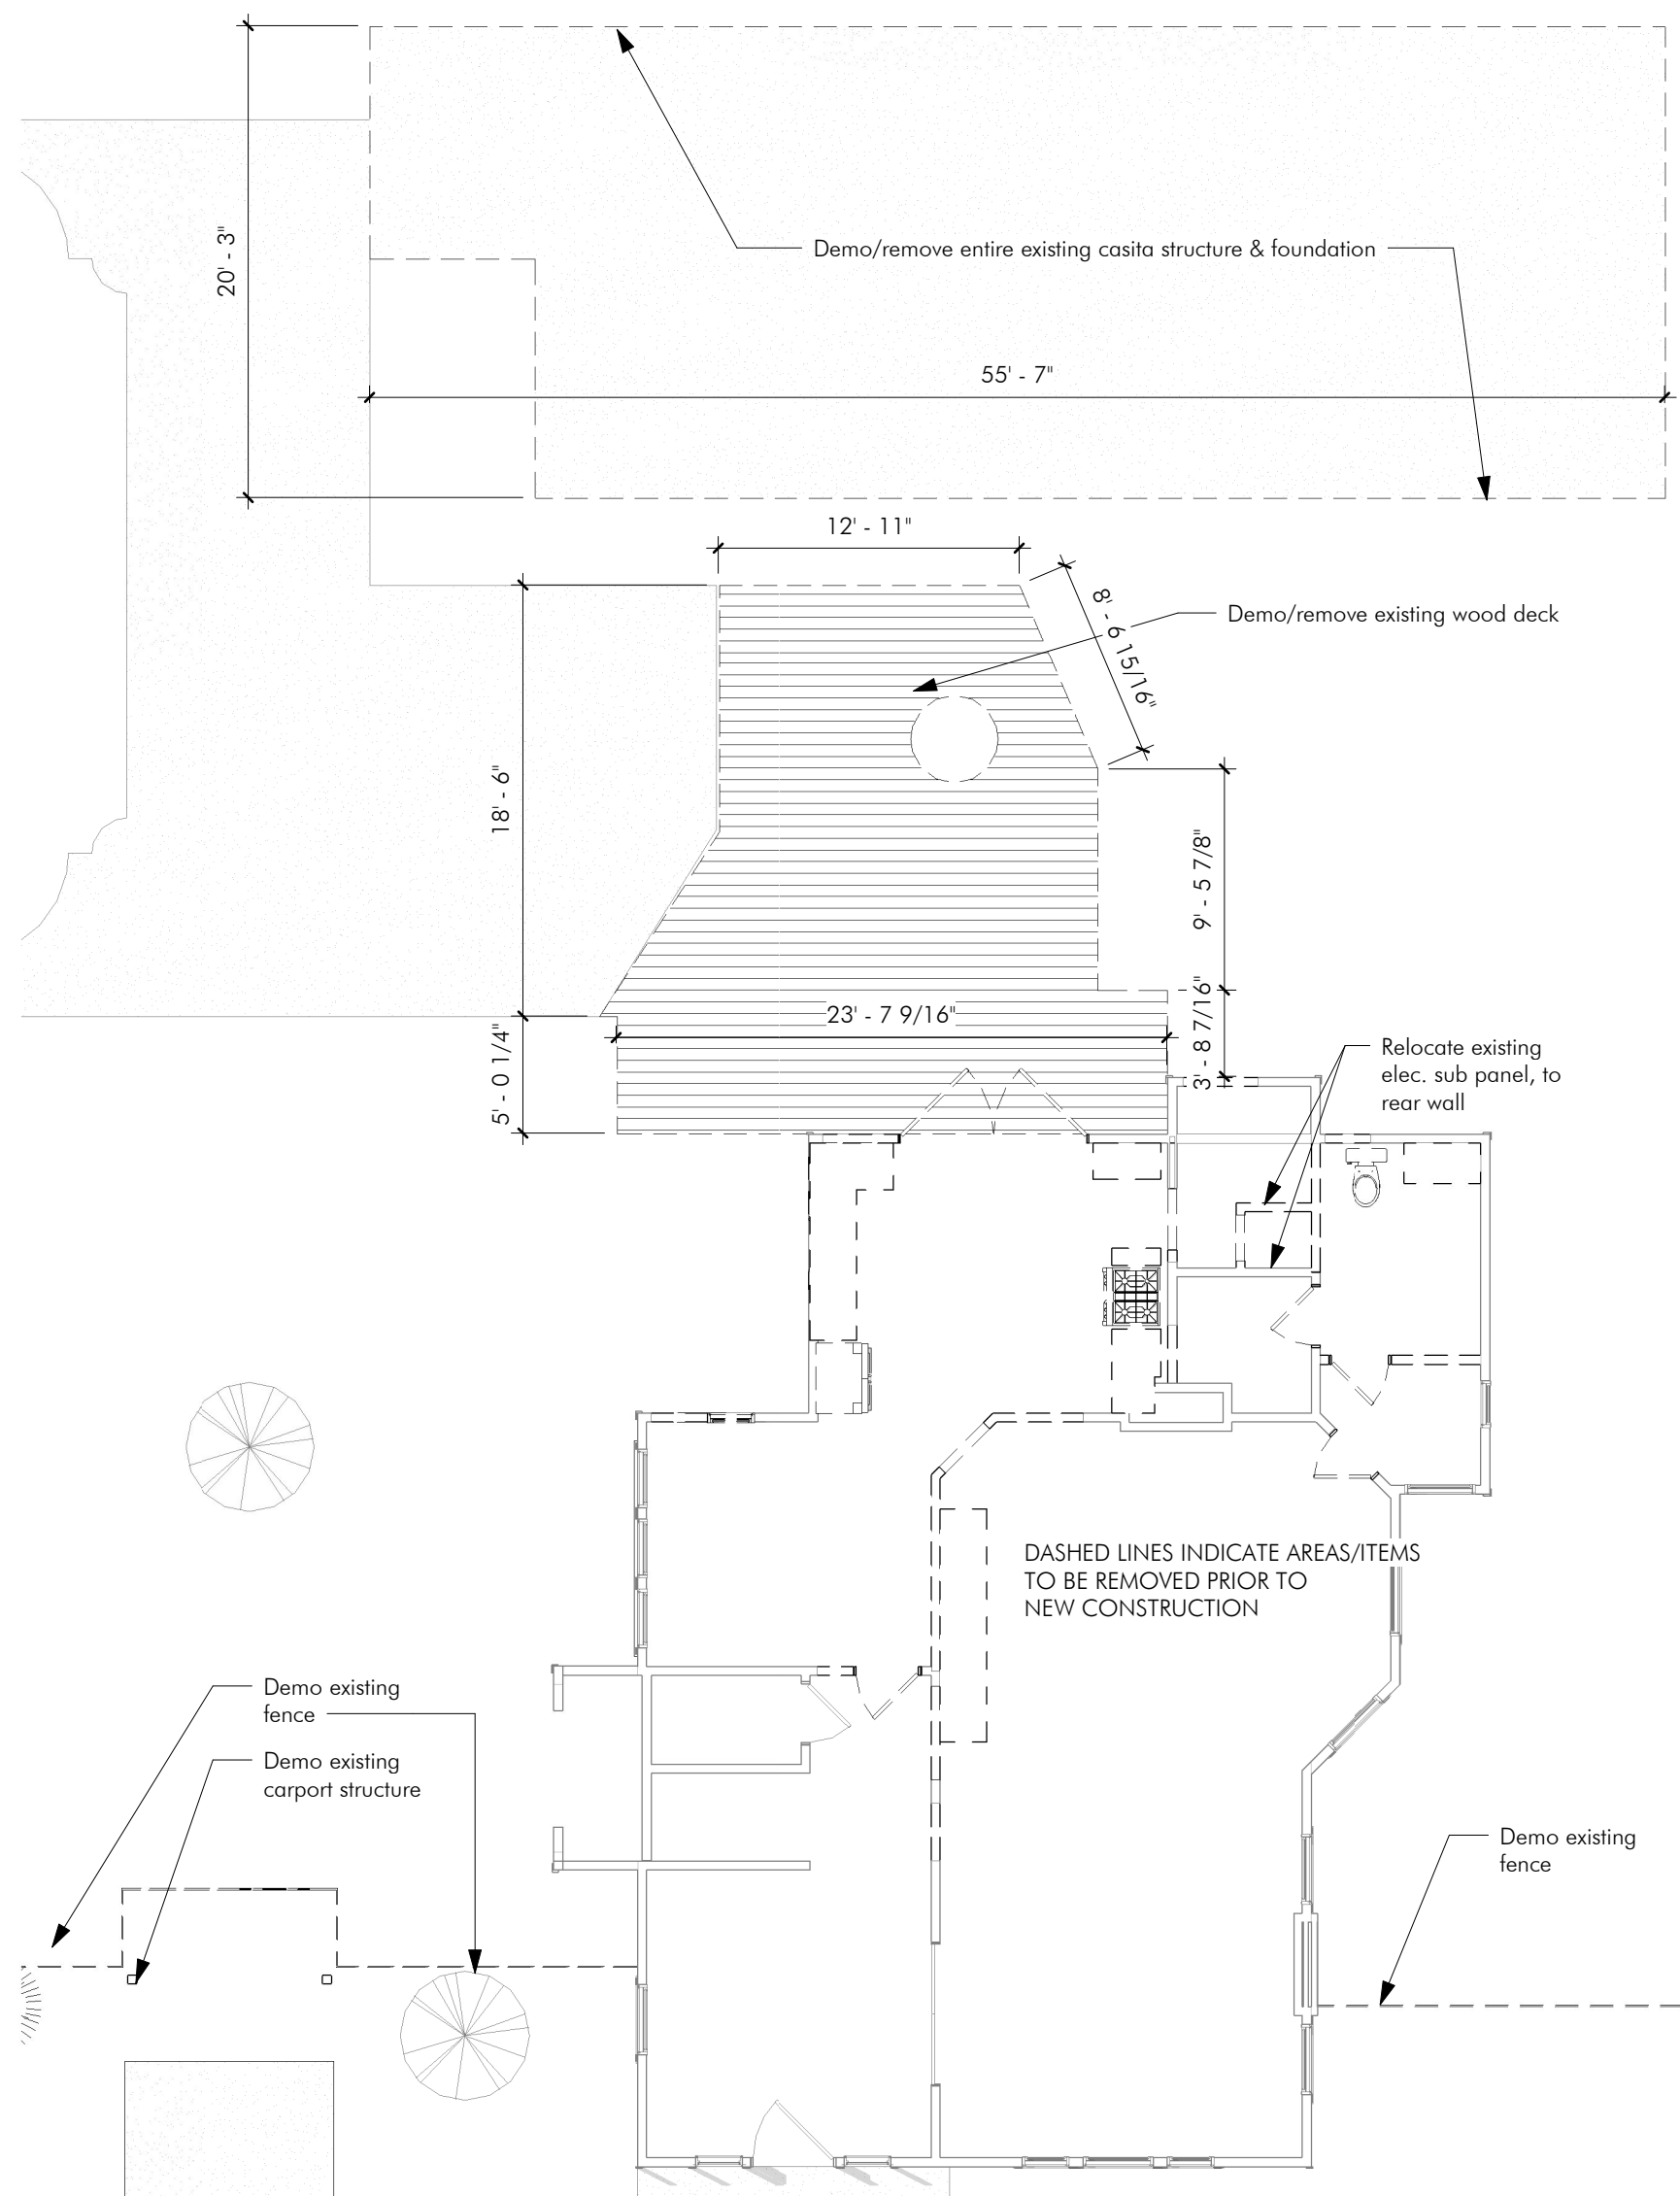 20' - 3"
Demo/remove entire existing casita structure & foundation
55' - 7"
12' - 11"
8' - 6 15/16"
Demo/remove existing wood deck
18' - 6"
9' - 5 7/8"
3' - 8 7/16"
23' - 7 9/16"
5' - 0 1/4"
Relocate existing
elec. sub panel, to
rear wall
DASHED LINES INDICATE AREAS/ITEMS
TO BE REMOVED PRIOR TO
NEW CONSTRUCTION
Demo existing
fence
Demo existing
carport structure
Demo existing
fence